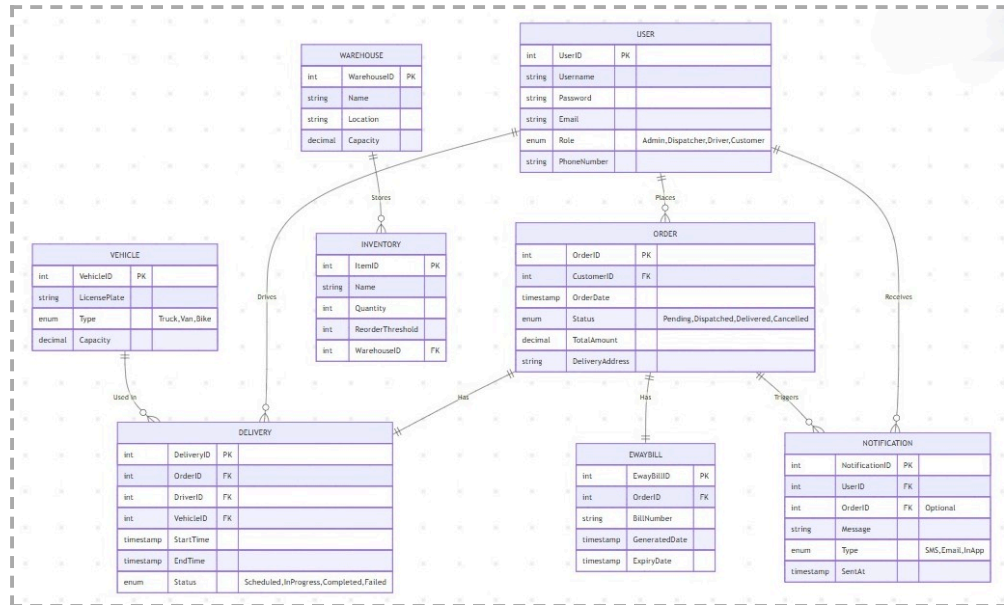 USER
int UserID PK
string Username
string Password
string Email
enum Role Admin,Dispatcher,Driver,Customer
string PhoneNumber
WAREHOUSE
int WarehouseID PK
string Name
string Location
decimal Capacity
Stores
Places
INVENTORY
int ItemID PK
string Name
int Quantity
int ReorderThreshold
int WarehouseID FK
ORDER
int OrderID PK
int CustomerID FK
timestamp OrderDate
enum Status Pending,Dispatched,Delivered,Cancelled
decimal TotalAmount
string DeliveryAddress
VEHICLE
int VehicleID PK
string LicensePlate
enum Type Truck,Van,Bike
decimal Capacity
Drives
Receives
Used in
Has
Has
Triggers
DELIVERY
int DeliveryID PK
int OrderID FK
int DriverID FK
int VehicleID FK
timestamp StartTime
timestamp EndTime
enum Status Scheduled,InProgress,Completed,Failed
EWAYBILL
int EwayBillID PK
int OrderID FK
string BillNumber
timestamp GeneratedDate
timestamp ExpiryDate
NOTIFICATION
int NotificationID PK
int UserID FK
int OrderID FK Optional
string Message
enum Type SMS,Email,InApp
timestamp SentAt